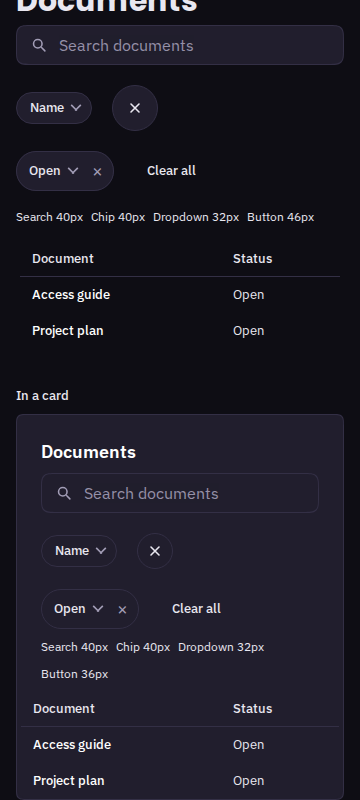 Documents
Search documents
Name
Open
Clear all
Search 40px Chip 40px Dropdown 32px Button 46px
Document Status
Access guide Open
Project plan Open
In a card
Documents
Search documents
Name
Open
Clear all
Search 40px Chip 40px Dropdown 32px
Button 36px
Document Status
Access guide Open
Project plan Open